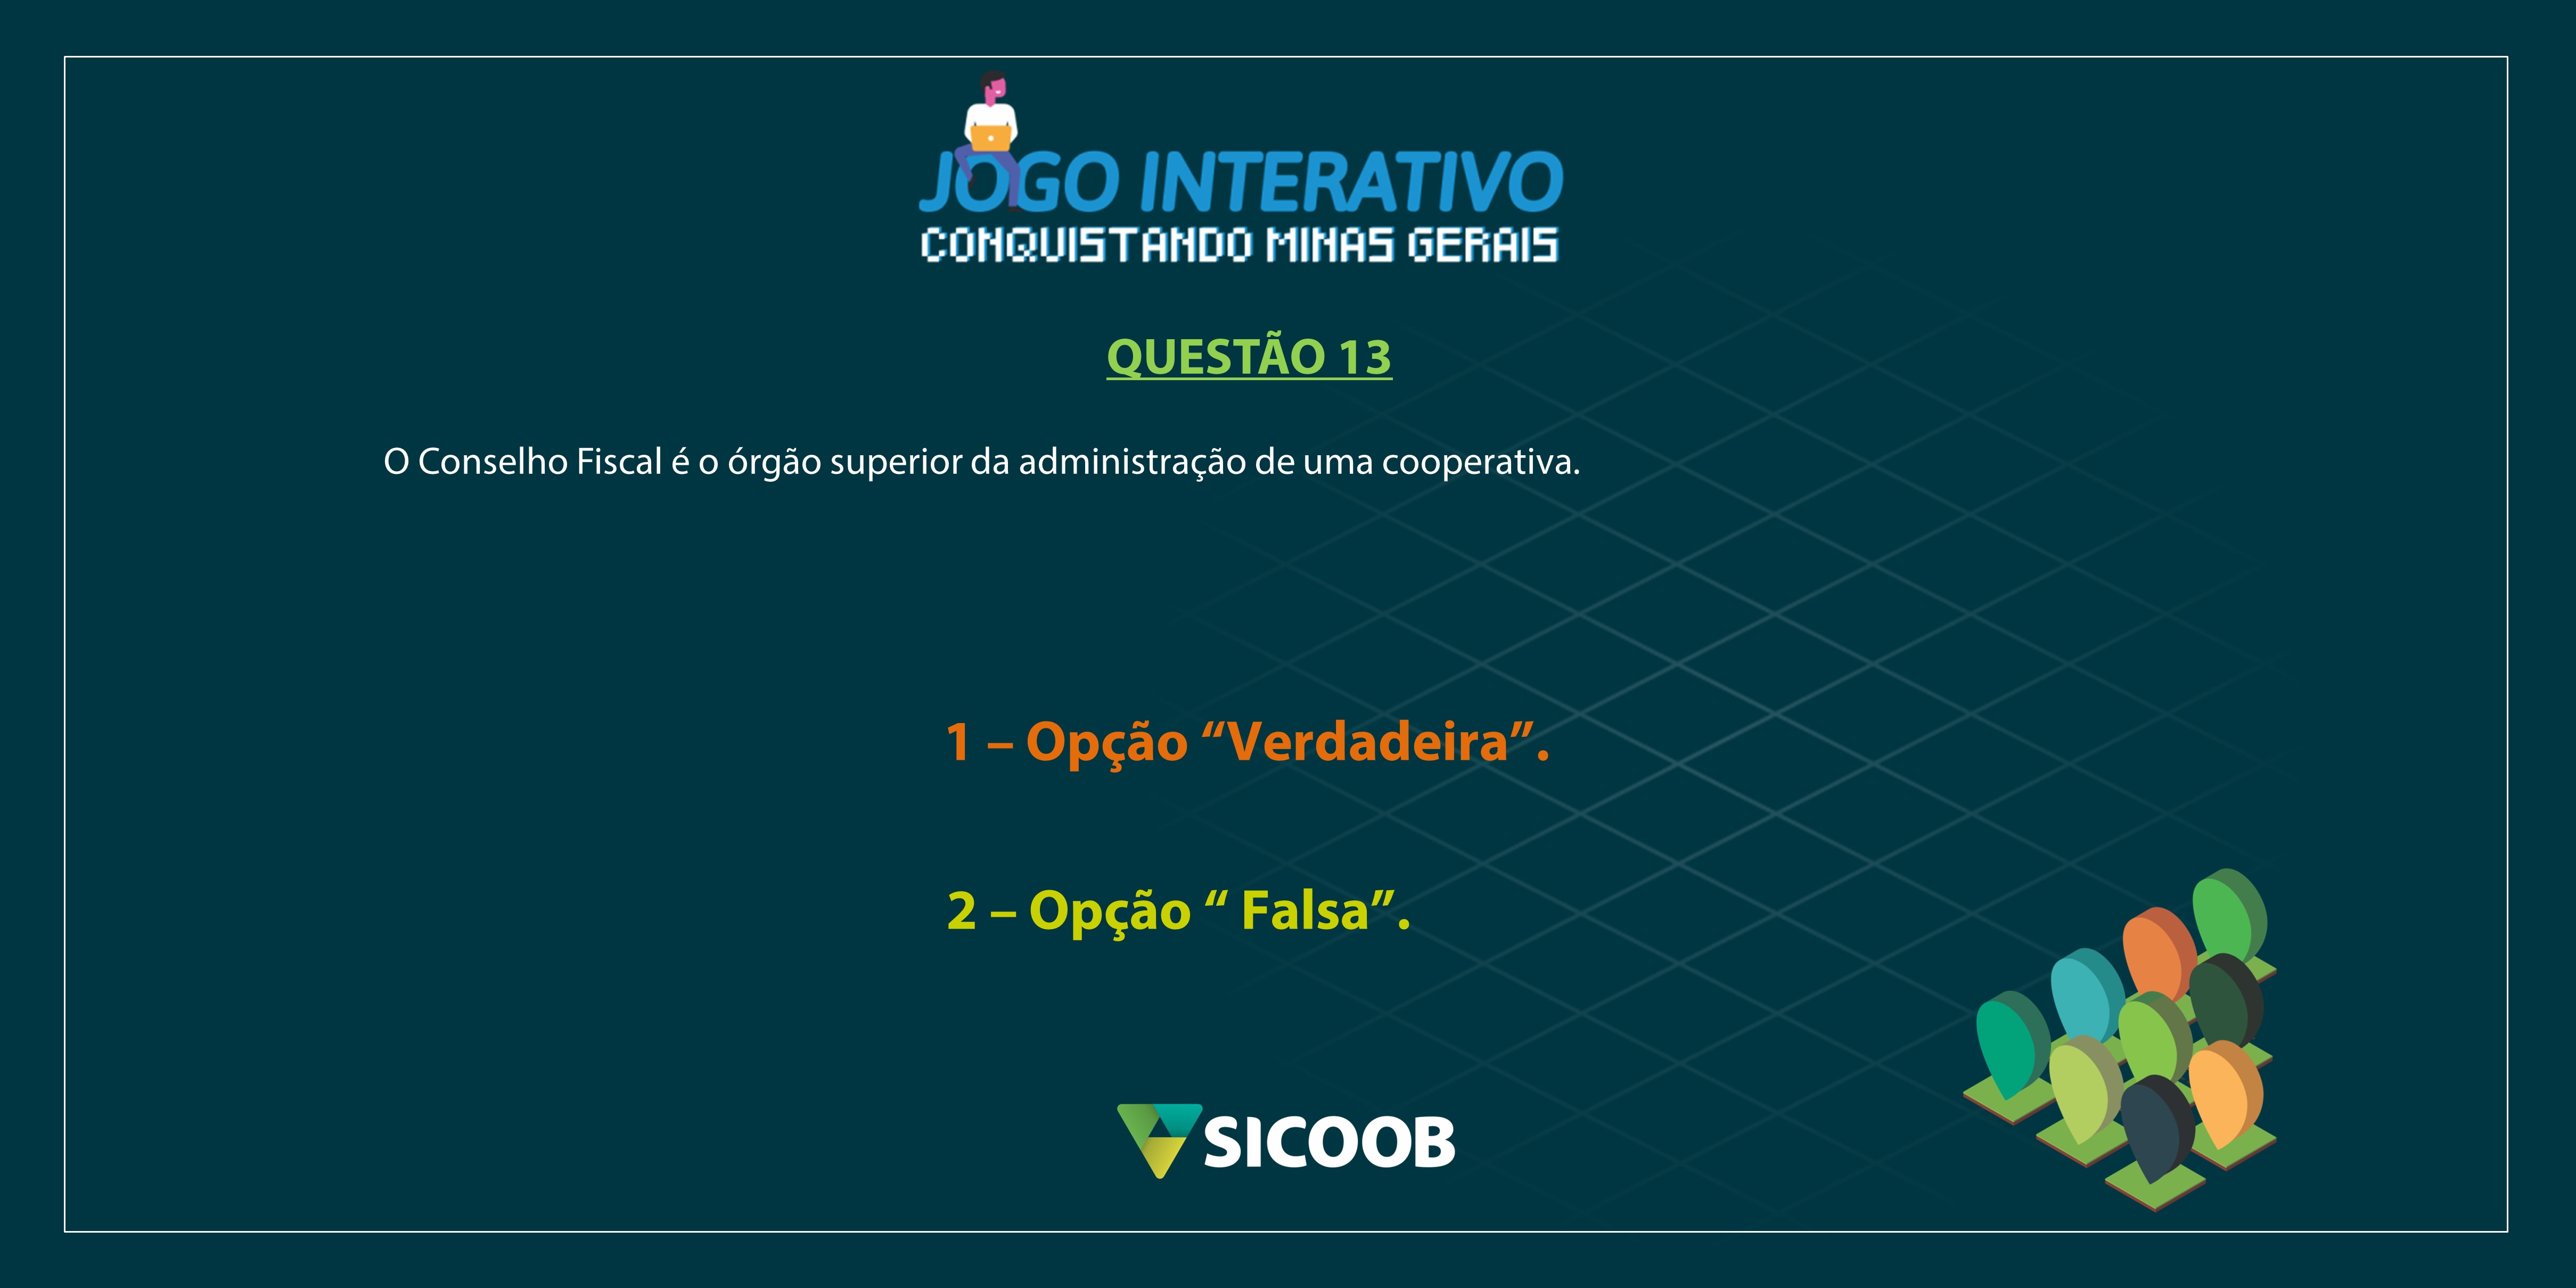 JOGO INTERATIVO
CONQUISTANDO MINAS GERAIS
QUESTÃO 13
O Conselho Fiscal é o órgão superior da administração de uma cooperativa.
1 – Opção “Verdadeira”.
2 – Opção “ Falsa”.
SICOOB